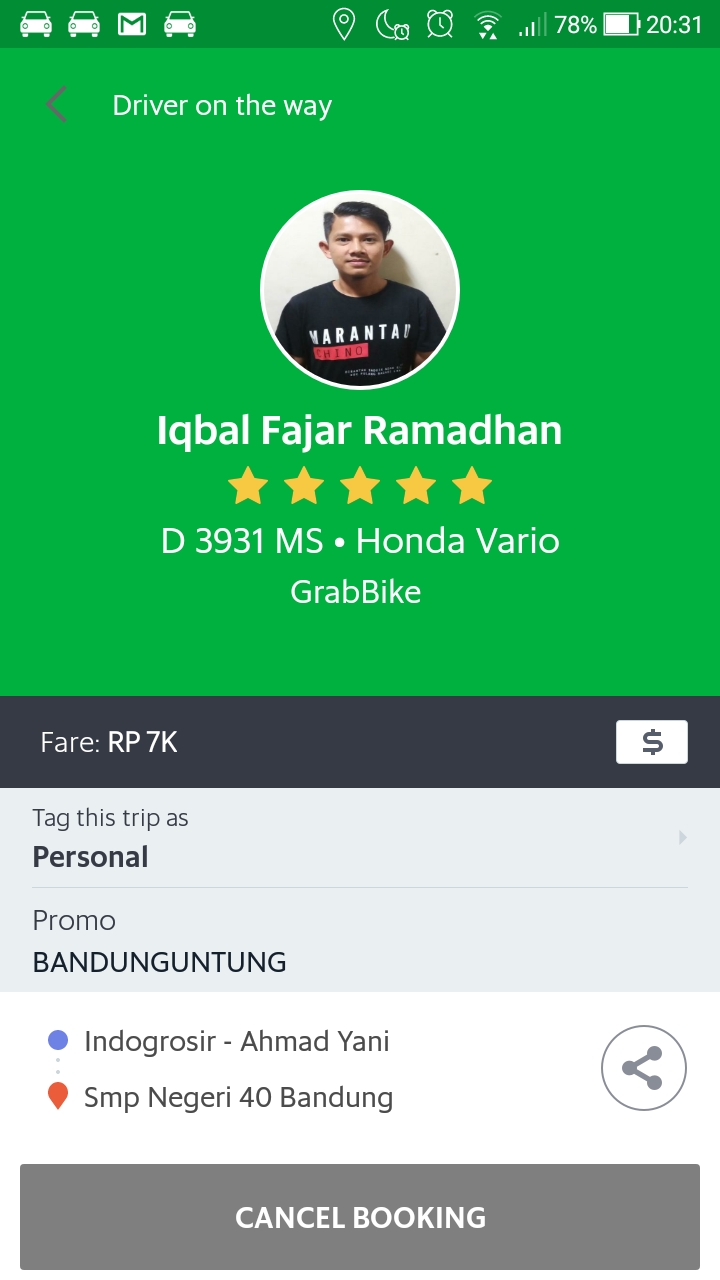 78% 20:31
Driver on the way
MARANTAU
CHINO
Iqbal Fajar Ramadhan
D 3931 MS • Honda Vario
GrabBike
Fare: RP 7K
$
Tag this trip as
Personal
Promo
BANDUNGUNTUNG
Indogrosir - Ahmad Yani
Smp Negeri 40 Bandung
CANCEL BOOKING